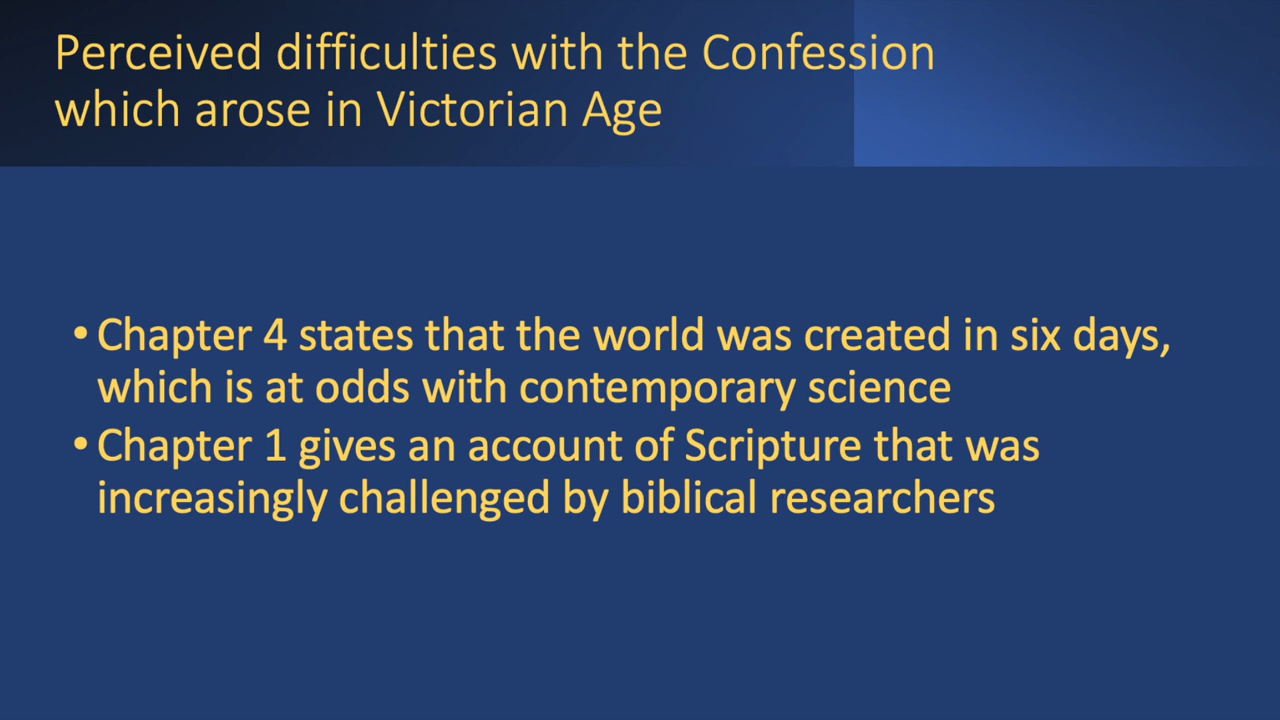 Perceived difficulties with the Confession
which arose in Victorian Age
• Chapter 4 states that the world was created in six days,
which is at odds with contemporary science
• Chapter 1 gives an account of Scripture that was
increasingly challenged by biblical researchers